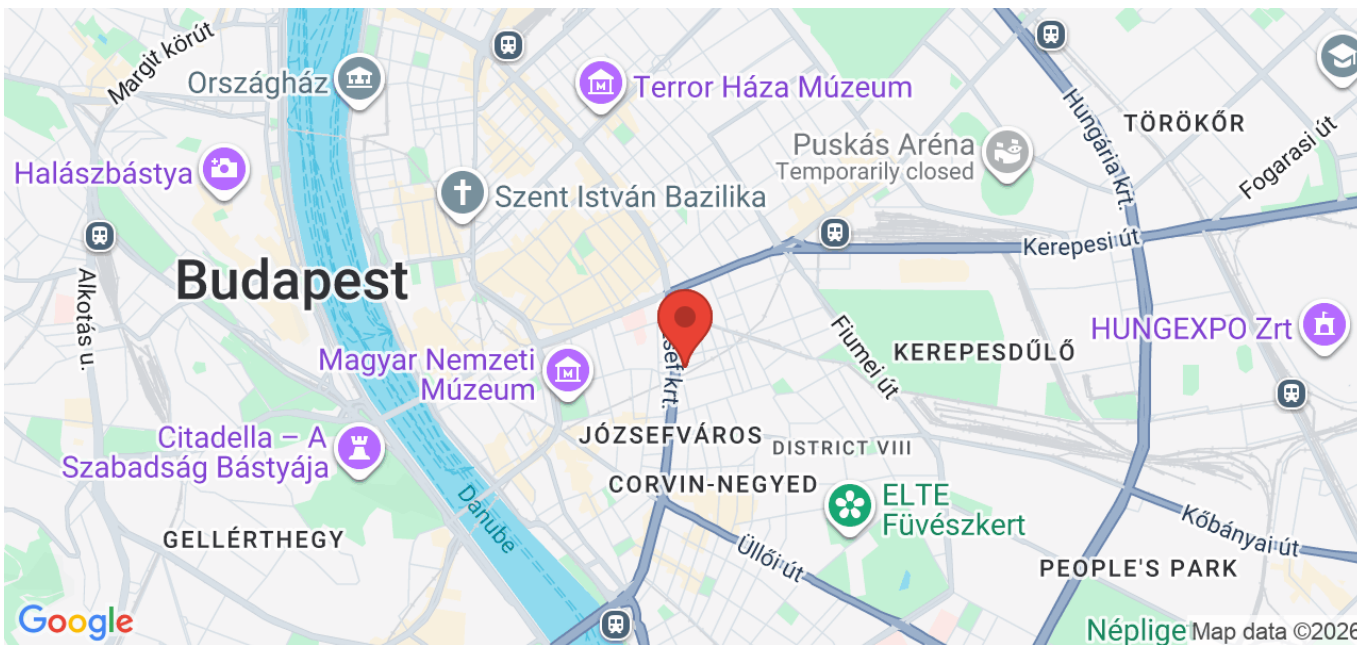 Margit körút
Országház
Terror Háza Múzeum
Hungária krt.
TÖRÖKŐR
Puskás Aréna
Temporarily closed
Fogarasi út
Halászbástya
Szent István Bazilika
Kerepesi út
Budapest
Alkotás u.
Fiumei út
HUNGEXPO Zrt
KEREPESDŰLŐ
Magyar Nemzeti
Múzeum
krt.
JÓZSEFVÁROS
DISTRICT VIII
Citadella – A
Szabadság Bástyája
CORVIN-NEGYED
ELTE
Füvészkert
Danube
GELLÉRTHEGY
Üllői út
Kőbányai út
PEOPLE'S PARK
Google
Néplige
Map data ©2026